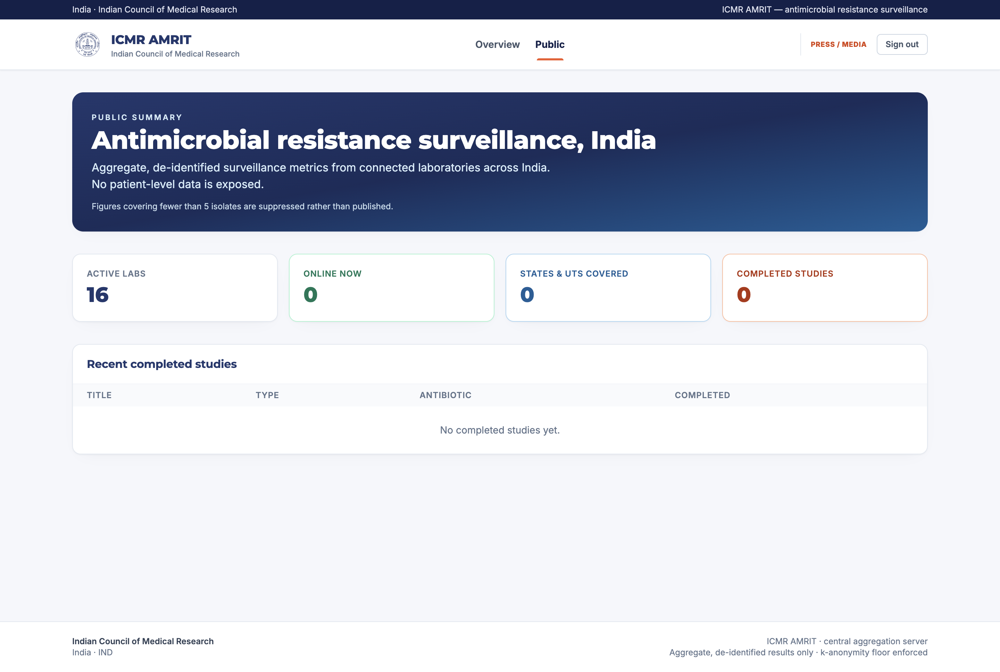 India · Indian Council of Medical Research
ICMR AMRIT — antimicrobial resistance surveillance
ICMR AMRIT
Indian Council of Medical Research
Overview
Public
PRESS / MEDIA
Sign out
PUBLIC SUMMARY
Antimicrobial resistance surveillance, India
Aggregate, de-identified surveillance metrics from connected laboratories across India.
No patient-level data is exposed.
Figures covering fewer than 5 isolates are suppressed rather than published.
ACTIVE LABS
16
ONLINE NOW
0
STATES & UTS COVERED
0
COMPLETED STUDIES
0
Recent completed studies
TITLE TYPE ANTIBIOTIC COMPLETED
No completed studies yet.
Indian Council of Medical Research
India · IND
ICMR AMRIT · central aggregation server
Aggregate, de-identified results only · k-anonymity floor enforced